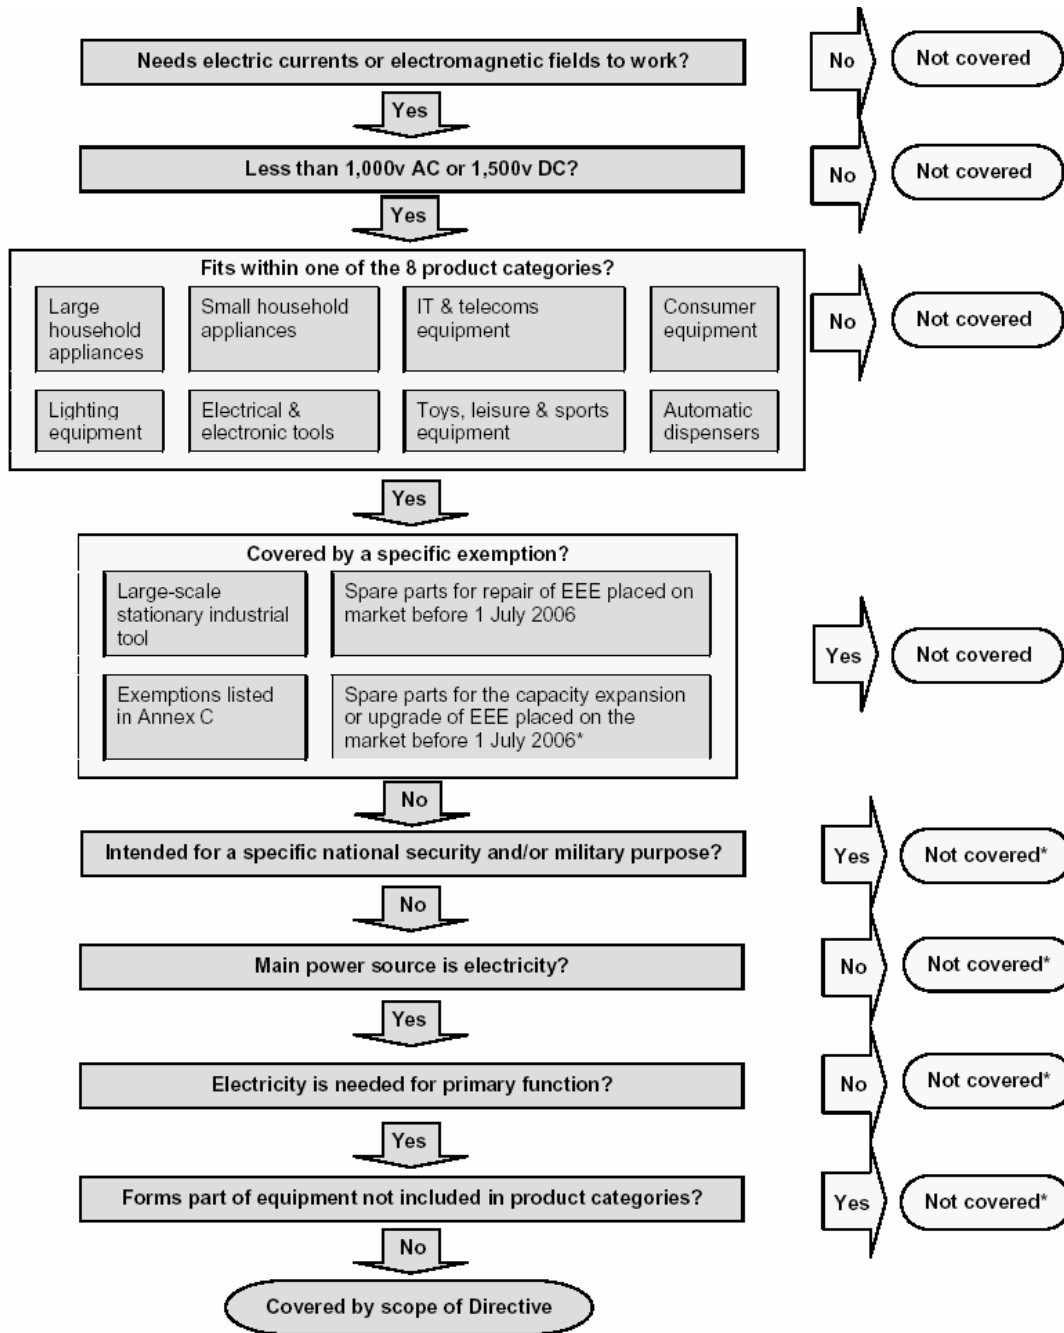 Needs electric currents or electromagnetic fields to work?
No
Not covered
Yes
Less than 1,000v AC or 1,500v DC?
No
Not covered
Yes
Fits within one of the 8 product categories?
Large
household
appliances
Small household
appliances
IT & telecoms
equipment
Consumer
equipment
No
Not covered
Lighting
equipment
Electrical &
electronic tools
Toys, leisure & sports
equipment
Automatic
dispensers
Yes
Covered by a specific exemption?
Large-scale
stationary industrial
tool
Spare parts for repair of EEE placed on
market before 1 July 2006
Yes
Not covered
Exemptions listed
in Annex C
Spare parts for the capacity expansion
or upgrade of EEE placed on the
market before 1 July 2006*
No
Intended for a specific national security and/or military purpose?
Yes
Not covered*
No
Main power source is electricity?
No
Not covered*
Yes
Electricity is needed for primary function?
No
Not covered*
Yes
Forms part of equipment not included in product categories?
Yes
Not covered*
No
Covered by scope of Directive